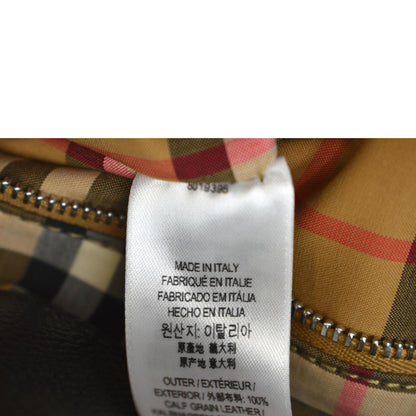 8019396
MADE IN ITALY
FABRIQUÉ EN ITALIE
FABRICADO EM ITÁLIA
HECHO EN ITALIA
원산지: 이탈리아
原產地 義大利
原产地 意大利
OUTER / EXTÉRIEUR /
EXTERIOR / 外部布料: 100%
CALF GRAIN LEATHER /